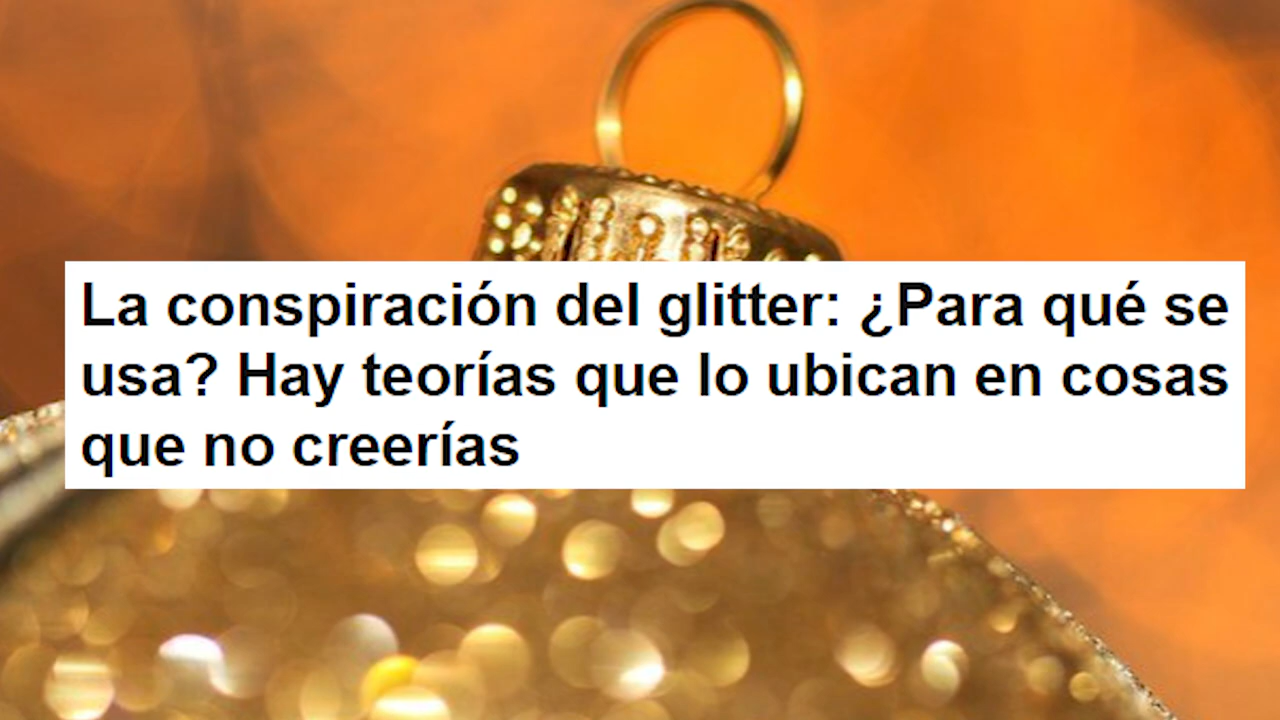 La conspiración del glitter: ¿Para qué se
usa? Hay teorías que lo ubican en cosas
que no creerías